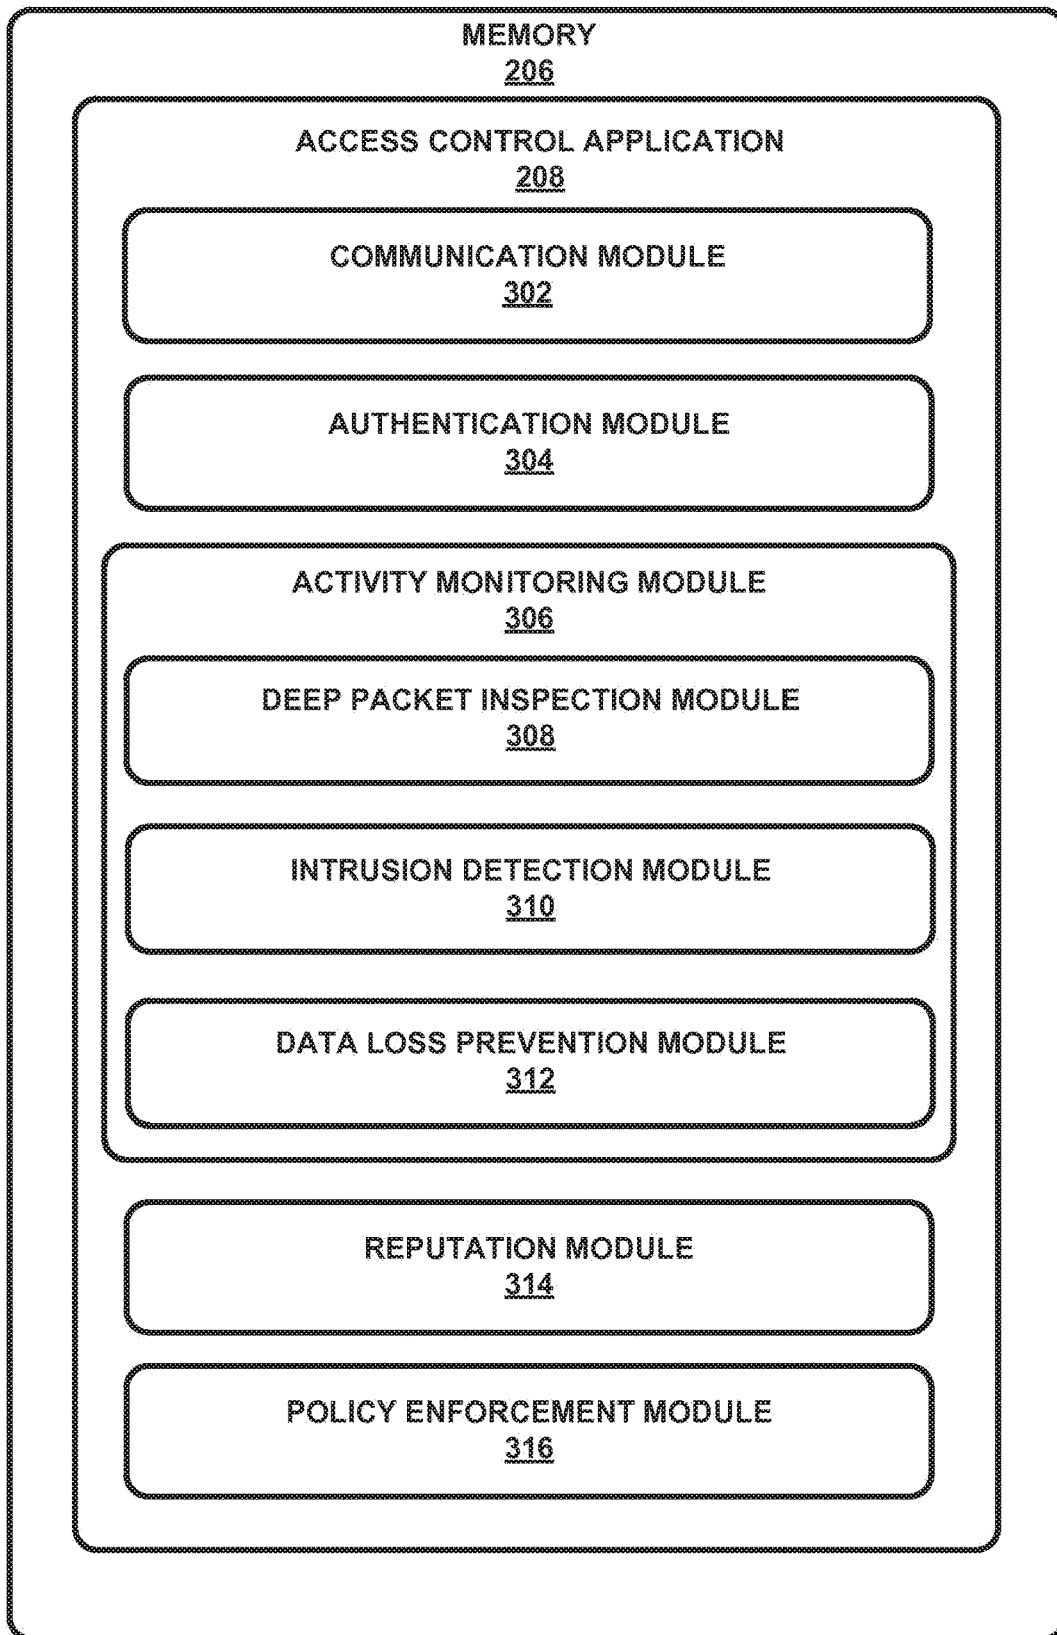 MEMORY
206
ACCESS CONTROL APPLICATION
208
COMMUNICATION MODULE
302
AUTHENTICATION MODULE
304
ACTIVITY MONITORING MODULE
306
DEEP PACKET INSPECTION MODULE
308
INTRUSION DETECTION MODULE
310
DATA LOSS PREVENTION MODULE
312
REPUTATION MODULE
314
POLICY ENFORCEMENT MODULE
316